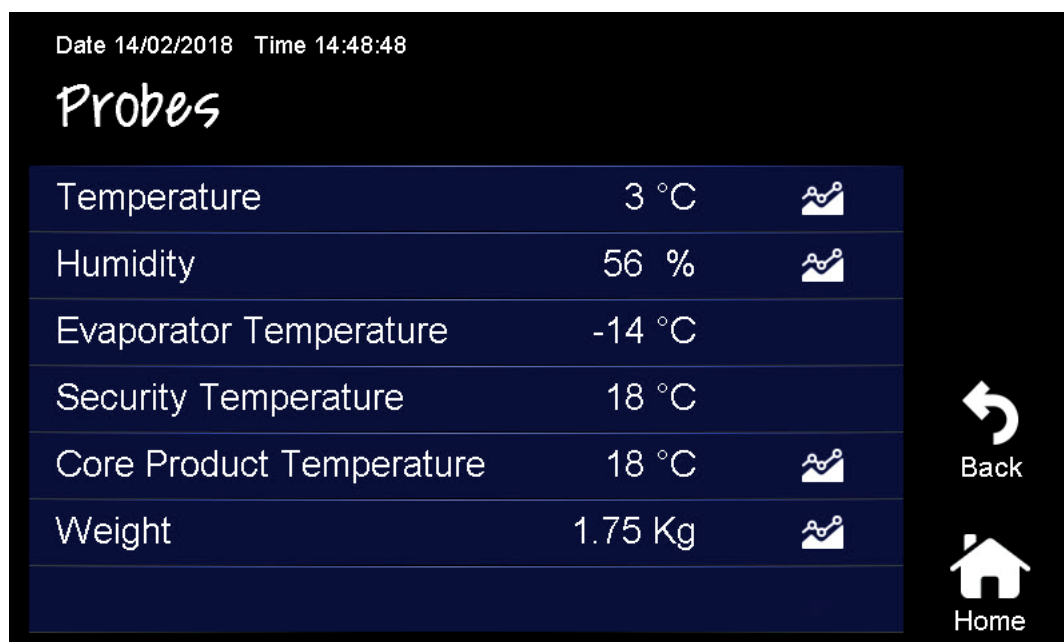 Date 14/02/2018 Time 14:48:48
Probes
Temperature 3 °C
Humidity 56 %
Evaporator Temperature -14 °C
Security Temperature 18 °C
Core Product Temperature 18 °C
Weight 1.75 Kg
Back
Home